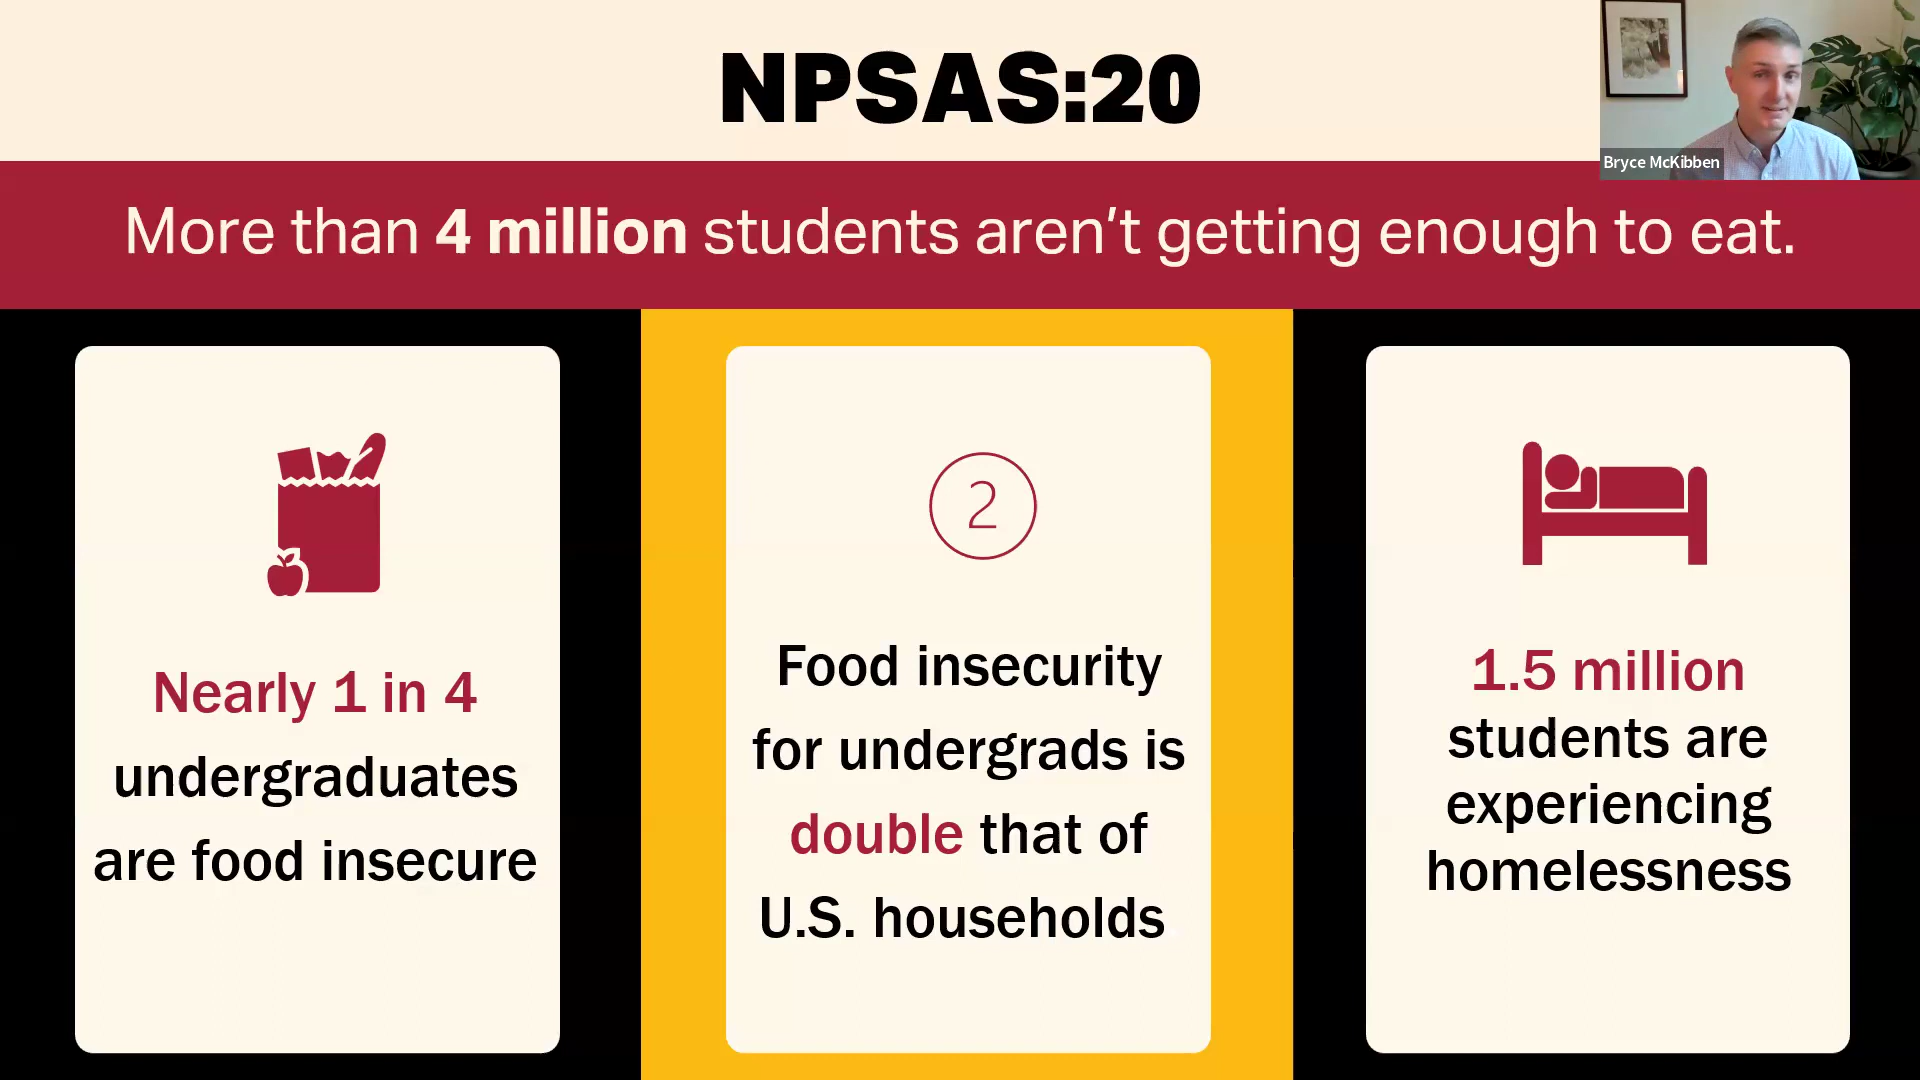 NPSAS:20
Bryce McKibben
More than 4 million students aren’t getting enough to eat.
Nearly 1 in 4
undergraduates
are food insecure
2
Food insecurity
for undergrads is
double that of
U.S. households
1.5 million
students are
experiencing
homelessness